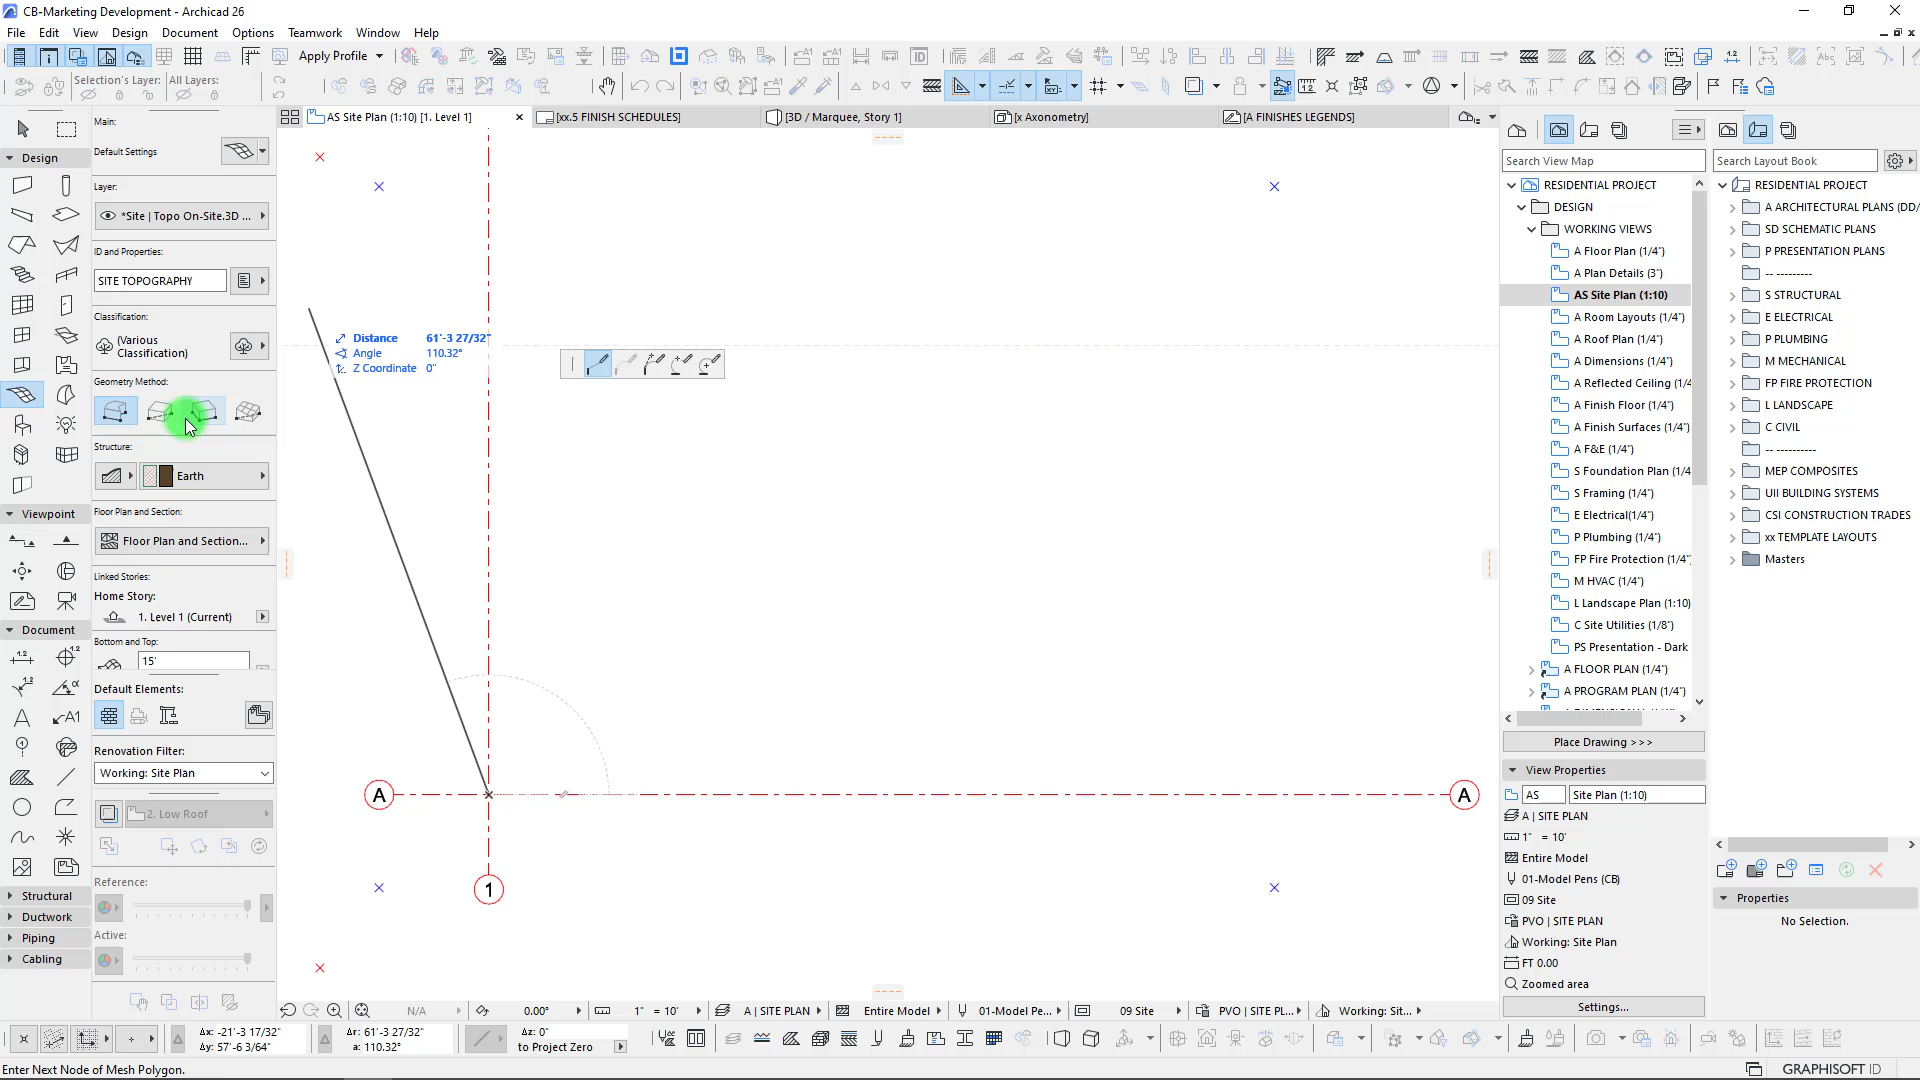 CB-Marketing Development - Archicad 26
File Edit View Design Document Options Teamwork Window Help
Apply Profile
Selection's Layer:
All Layers:
AS Site Plan (1:10) [1. Level 1]
[xx.5 FINISH SCHEDULES]
[3D / Marquee, Story 1]
[x Axonometry]
[A FINISHES LEGENDS]
Main:
Default Settings
Layer:
*Site | Topo On-Site.3D ...
ID and Properties:
SITE TOPOGRAPHY
Classification:
(Various
Classification)
Geometry Method:
Structure:
Earth
Floor Plan and Section:
Floor Plan and Section...
Linked Stories:
Home Story:
1. Level 1 (Current)
Bottom and Top:
15'
Default Elements:
Renovation Filter:
Working: Site Plan
2. Low Roof
Reference:
Active:
Design
Viewpoint
Document
Structural
Ductwork
Piping
Cabling
Distance 61'-3 27/32"
Angle 110.32°
Z Coordinate 0"
A
A
1
Search View Map
RESIDENTIAL PROJECT
DESIGN
WORKING VIEWS
A Floor Plan (1/4")
A Plan Details (3")
AS Site Plan (1:10)
A Room Layouts (1/4")
A Roof Plan (1/4")
A Dimensions (1/4")
A Reflected Ceiling (1/4
A Finish Floor (1/4")
A Finish Surfaces (1/4")
A F&E (1/4")
S Foundation Plan (1/4
S Framing (1/4")
E Electrical(1/4")
P Plumbing (1/4")
FP Fire Protection (1/4"
M HVAC (1/4")
L Landscape Plan (1:10)
C Site Utilities (1/8")
PS Presentation - Dark
A FLOOR PLAN (1/4")
A PROGRAM PLAN (1/4")
Place Drawing >>>
View Properties
AS Site Plan (1:10)
A | SITE PLAN
1" = 10'
Entire Model
01-Model Pens (CB)
09 Site
PVO | SITE PLAN
Working: Site Plan
FT 0.00
Zoomed area
Settings...
Search Layout Book
RESIDENTIAL PROJECT
A ARCHITECTURAL PLANS (DD/
SD SCHEMATIC PLANS
P PRESENTATION PLANS
-- ---------
S STRUCTURAL
E ELECTRICAL
P PLUMBING
M MECHANICAL
FP FIRE PROTECTION
L LANDSCAPE
C CIVIL
-- ----------
MEP COMPOSITES
UII BUILDING SYSTEMS
CSI CONSTRUCTION TRADES
xx TEMPLATE LAYOUTS
Masters
Properties
No Selection.
N/A 0.00° 1" = 10' A | SITE PLAN Entire Model 01-Model Pe... 09 Site PVO | SITE PL... Working: Sit...
Δx: -21'-3 17/32"
Δy: 57'-6 3/64"
Δr: 61'-3 27/32"
a: 110.32°
Δz: 0"
to Project Zero
Enter Next Node of Mesh Polygon.
GRAPHISOFT ID